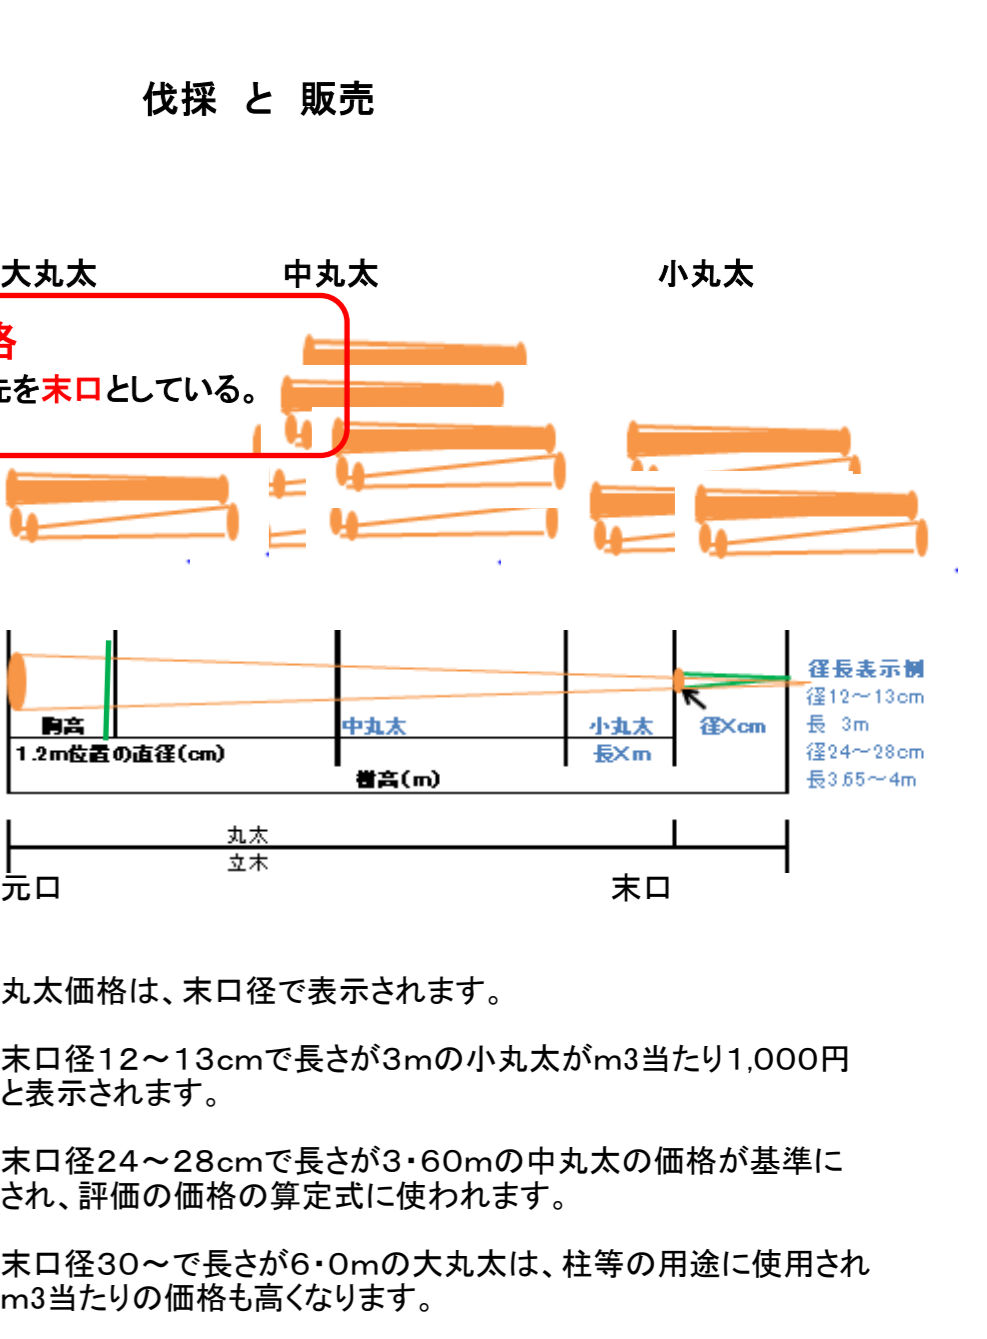 伐採 と 販売
大丸太 中丸太 小丸太
格
先を末口としている。
径長表示例
径12～13cm
長 3m
径24～28cm
長3.65～4m
胸高 中丸太 小丸太 径Xcm
1.2m位置の直径(cm) 長Xm
樹高(m)
丸太
立木
元口 末口
丸太価格は、末口径で表示されます。
末口径１２～１３cmで長さが３mの小丸太がm3当たり１,０００円
と表示されます。
末口径２４～２８cmで長さが３・６０mの中丸太の価格が基準に
され、評価の価格の算定式に使われます。
末口径３０～で長さが６・０mの大丸太は、柱等の用途に使用され
m3当たりの価格も高くなります。